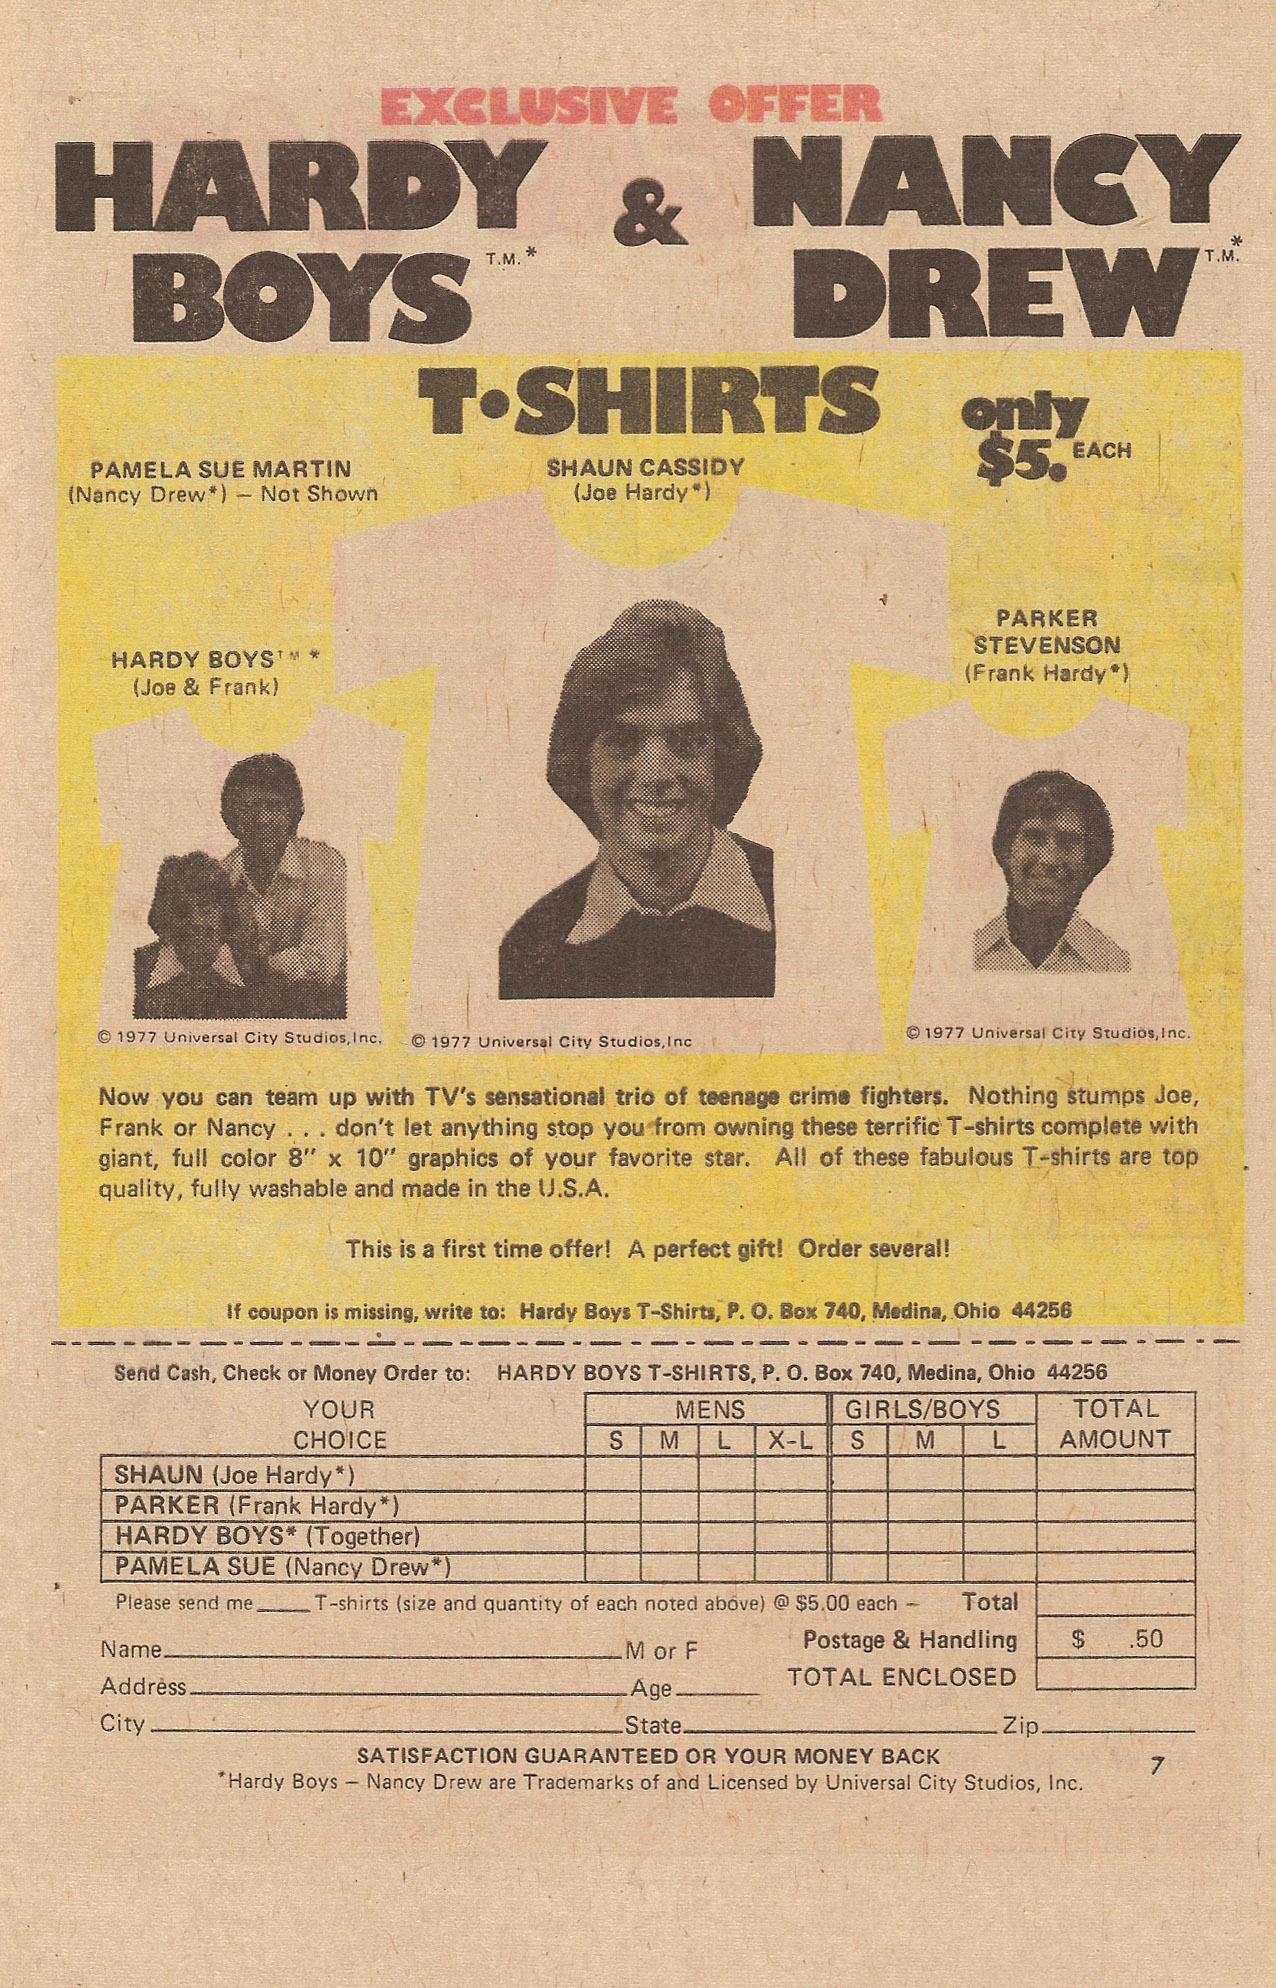 EXCLUSIVE OFFER
HARDY & NANCY
BOYS T.M.* DREW T.M.*
T•SHIRTS
only
$5. EACH
PAMELA SUE MARTIN
(Nancy Drew*) — Not Shown
SHAUN CASSIDY
(Joe Hardy*)
PARKER
STEVENSON
(Frank Hardy*)
HARDY BOYS™ *
(Joe & Frank)
© 1977 Universal City Studios,Inc.
© 1977 Universal City Studios,Inc
© 1977 Universal City Studios,Inc.
Now you can team up with TV's sensational trio of teenage crime fighters. Nothing stumps Joe,
Frank or Nancy . . . don't let anything stop you from owning these terrific T-shirts complete with
giant, full color 8" x 10" graphics of your favorite star. All of these fabulous T-shirts are top
quality, fully washable and made in the U.S.A.
This is a first time offer! A perfect gift! Order several!
If coupon is missing, write to: Hardy Boys T-Shirts, P. O. Box 740, Medina, Ohio 44256
Send Cash, Check or Money Order to: HARDY BOYS T-SHIRTS, P. O. Box 740, Medina, Ohio 44256
YOUR MENS GIRLS/BOYS TOTAL
CHOICE S M L X-L S M L AMOUNT
SHAUN (Joe Hardy*)
PARKER (Frank Hardy*)
HARDY BOYS* (Together)
PAMELA SUE (Nancy Drew*)
Please send me____ T-shirts (size and quantity of each noted above) @ $5.00 each — Total
Postage & Handling $ .50
Name____ M or F
TOTAL ENCLOSED
Address____ Age____
City____ State____ Zip____
SATISFACTION GUARANTEED OR YOUR MONEY BACK
7
*Hardy Boys — Nancy Drew are Trademarks of and Licensed by Universal City Studios, Inc.